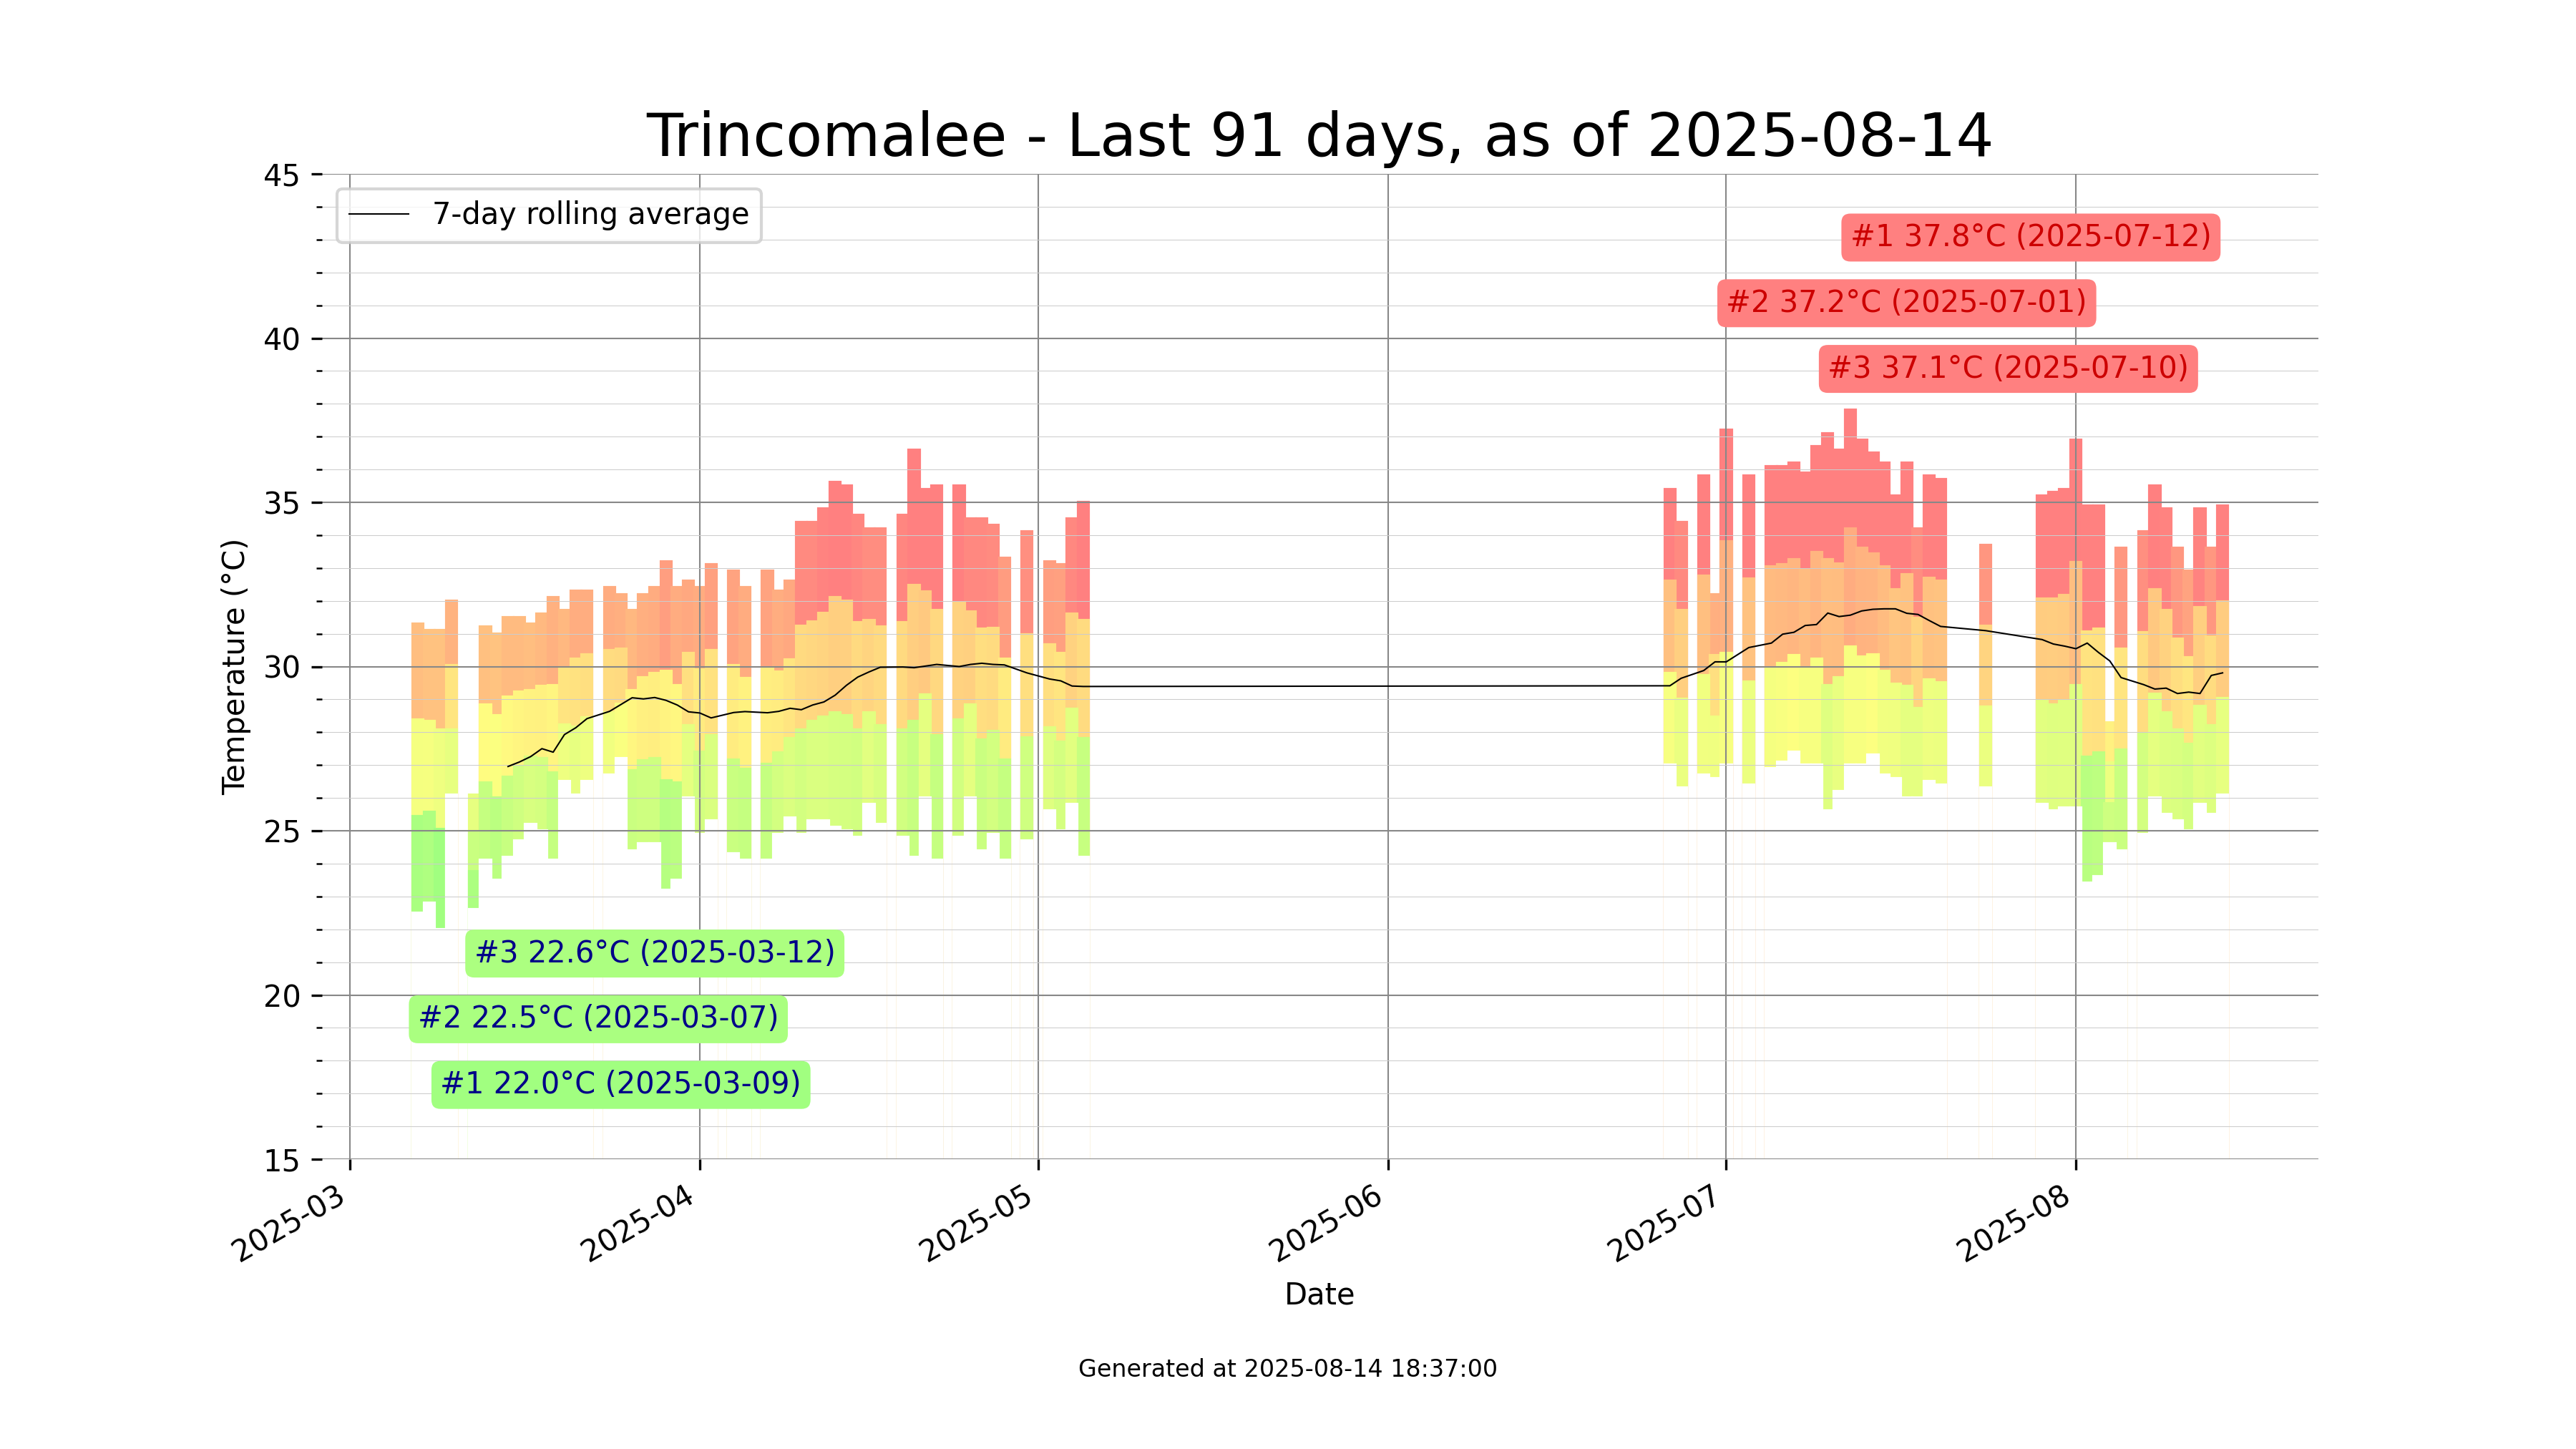 Trincomalee - Last 91 days, as of 2025-08-14
45
40
35
30
25
20
15
Temperature (°C)
7-day rolling average
#1 37.8°C (2025-07-12)
#2 37.2°C (2025-07-01)
#3 37.1°C (2025-07-10)
#3 22.6°C (2025-03-12)
#2 22.5°C (2025-03-07)
#1 22.0°C (2025-03-09)
2025-03
2025-04
2025-05
2025-06
2025-07
2025-08
Date
Generated at 2025-08-14 18:37:00